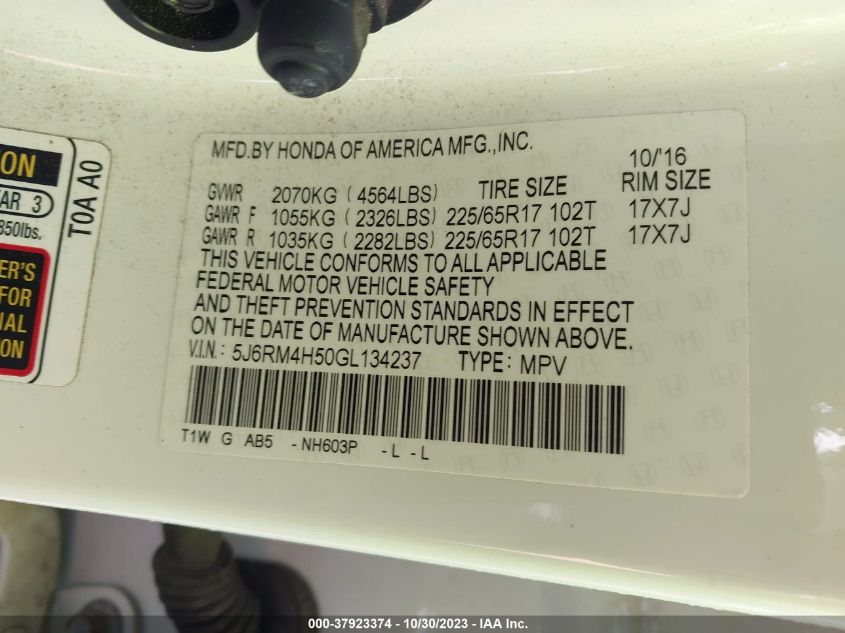 ON
AR 3
850lbs.
ER'S
FOR
IAL
ION
T0A A0
MFD.BY HONDA OF AMERICA MFG.,INC. 10/'16
GVWR 2070KG (4564LBS) TIRE SIZE RIM SIZE
GAWR F 1055KG (2326LBS) 225/65R17 102T 17X7J
GAWR R 1035KG (2282LBS) 225/65R17 102T 17X7J
THIS VEHICLE CONFORMS TO ALL APPLICABLE
FEDERAL MOTOR VEHICLE SAFETY
AND THEFT PREVENTION STANDARDS IN EFFECT
ON THE DATE OF MANUFACTURE SHOWN ABOVE.
V.I.N.: 5J6RM4H50GL134237 TYPE: MPV
T1W G AB5 -NH603P -L -L
000-37923374 - 10/30/2023 - IAA Inc.